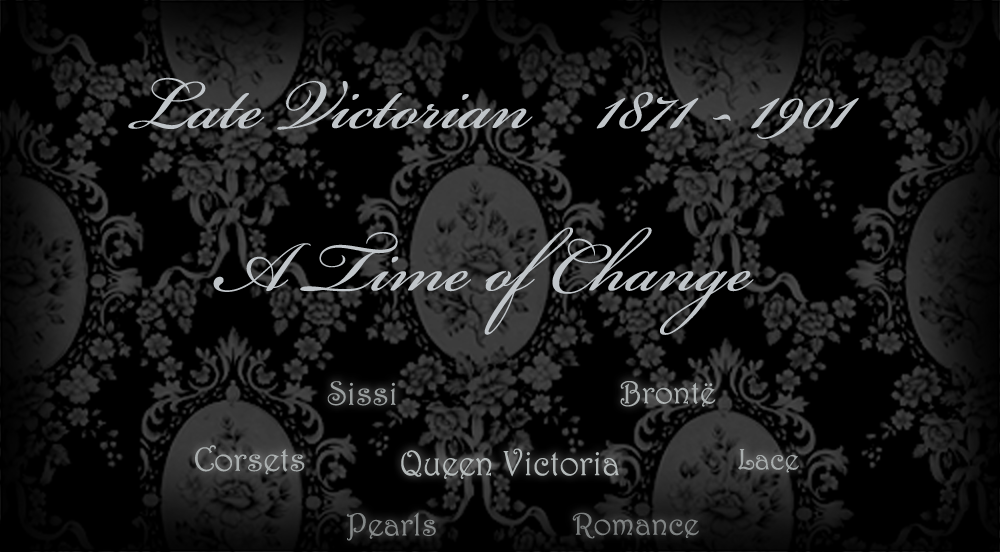 Late Victorian 1871 - 1901
A Time of Change
Sissi Brontë
Corsets Queen Victoria Lace
Pearls Romance